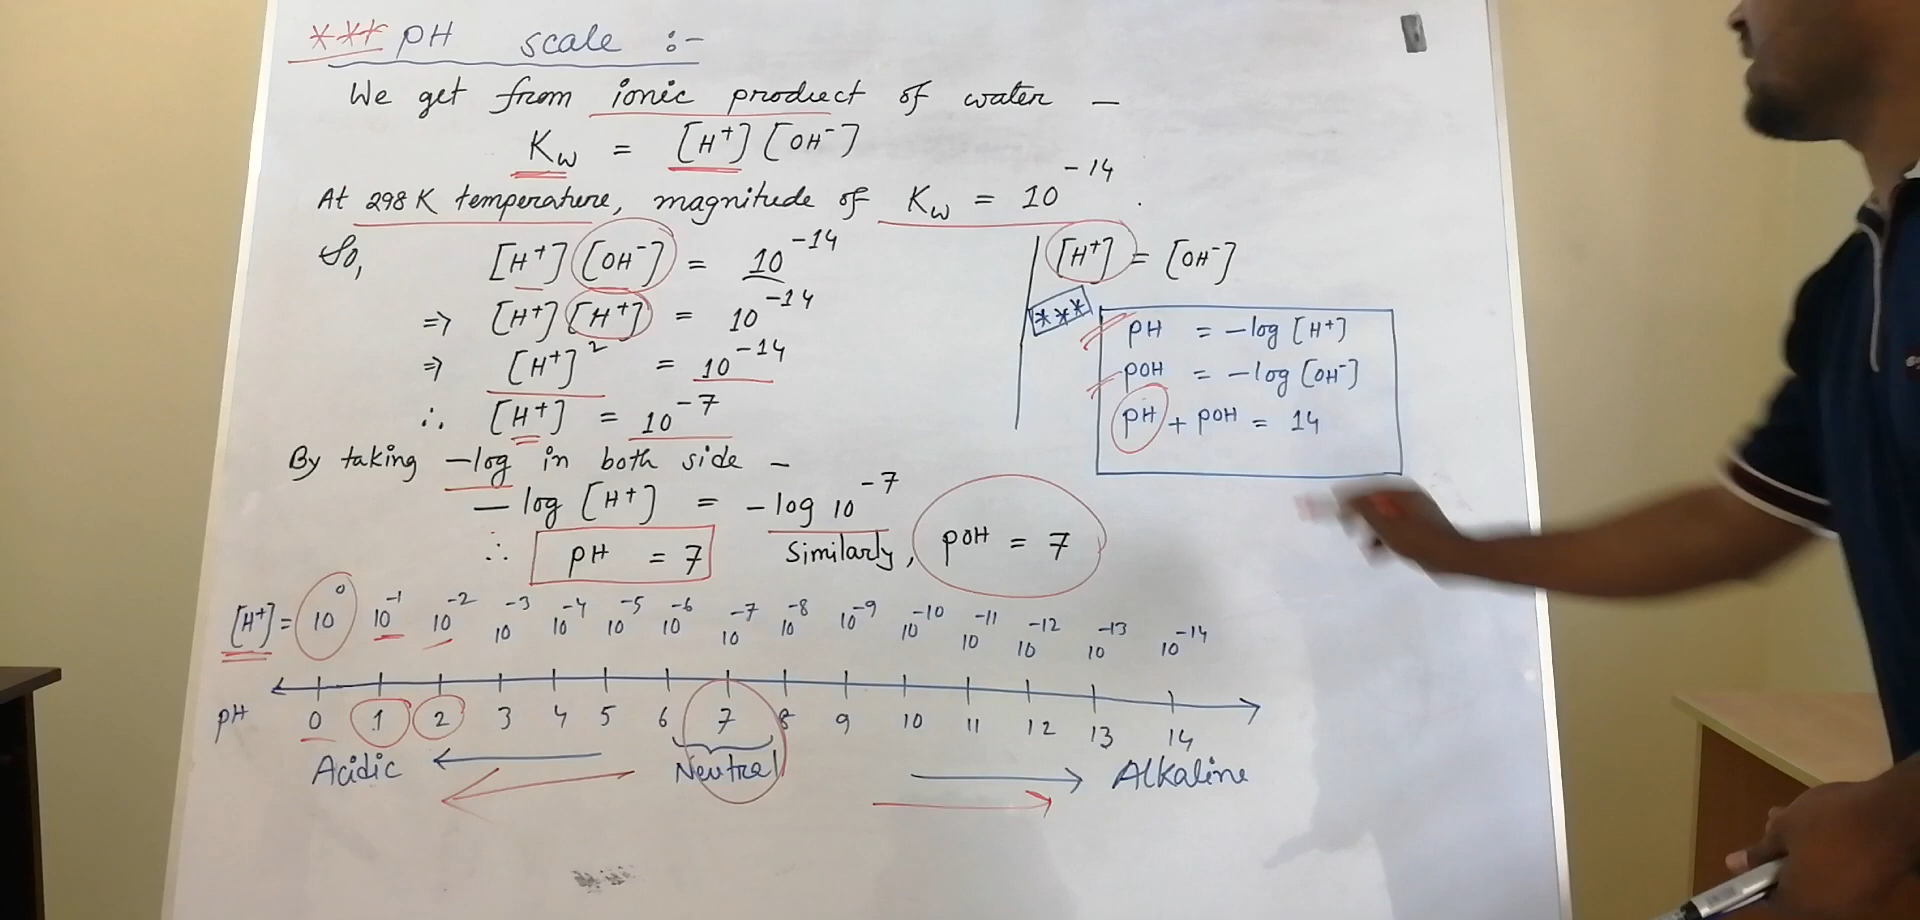 *** pH scale :-
We get from ionic product of water —
Kw = [H⁺] [OH⁻]
At 298 K temperature, magnitude of Kw = 10⁻¹⁴.
So, [H⁺] [OH⁻] = 10⁻¹⁴
[H⁺] = [OH⁻]
⇒ [H⁺] [H⁺] = 10⁻¹⁴
⇒ [H⁺]² = 10⁻¹⁴
∴ [H⁺] = 10⁻⁷
***
pH = -log [H⁺]
pOH = -log [OH⁻]
pH + pOH = 14
By taking -log in both side —
-log [H⁺] = -log 10⁻⁷
∴ pH = 7 Similarly, pOH = 7
[H⁺] = 10⁰ 10⁻¹ 10⁻² 10⁻³ 10⁻⁴ 10⁻⁵ 10⁻⁶ 10⁻⁷ 10⁻⁸ 10⁻⁹ 10⁻¹⁰ 10⁻¹¹ 10⁻¹² 10⁻¹³ 10⁻¹⁴
pH 0 1 2 3 4 5 6 7 8 9 10 11 12 13 14
Acidic ← Neutral → Alkaline